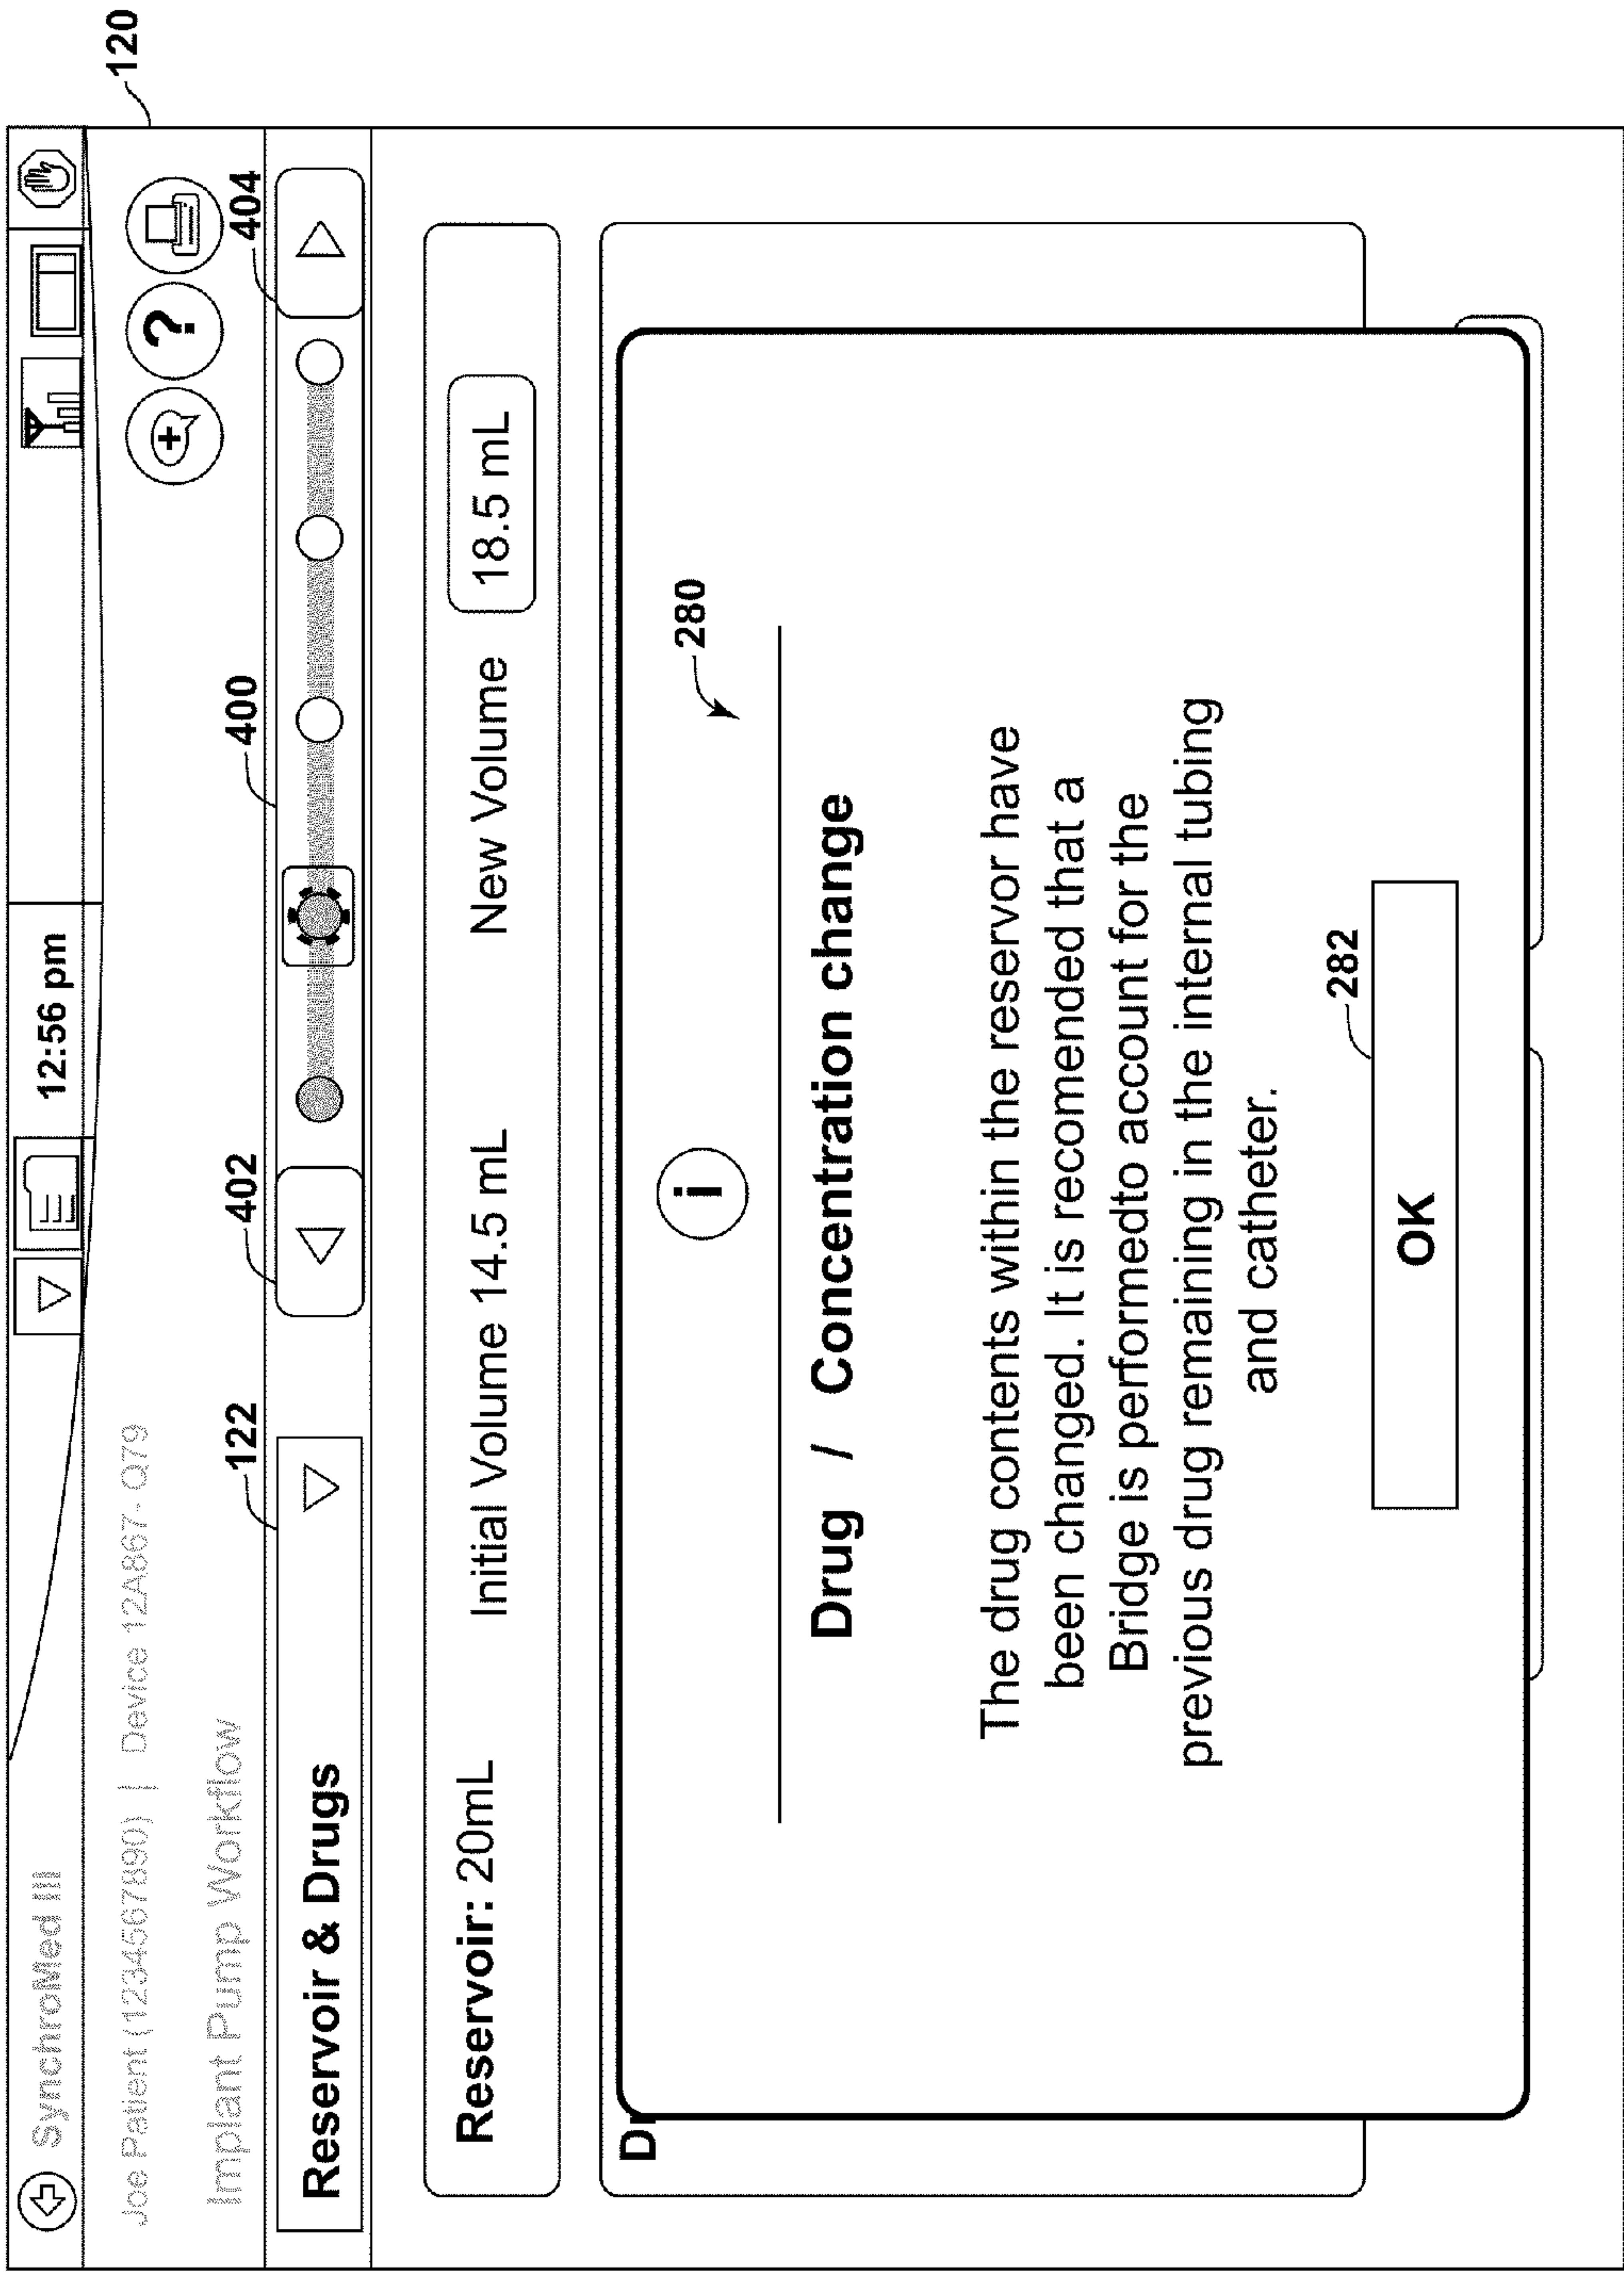 SynchroMed III
12:56 pm
120
Joe Patient (1234567890) | Device 12A867- Q79
?
Implant Pump Workflow
122
402
400
404
Reservoir & Drugs
Reservoir: 20mL Initial Volume 14.5 mL New Volume 18.5 mL
D
i
280
Drug / Concentration change
The drug contents within the reservor have
been changed. It is recomended that a
Bridge is performedto account for the
previous drug remaining in the internal tubing
and catheter.
282
OK